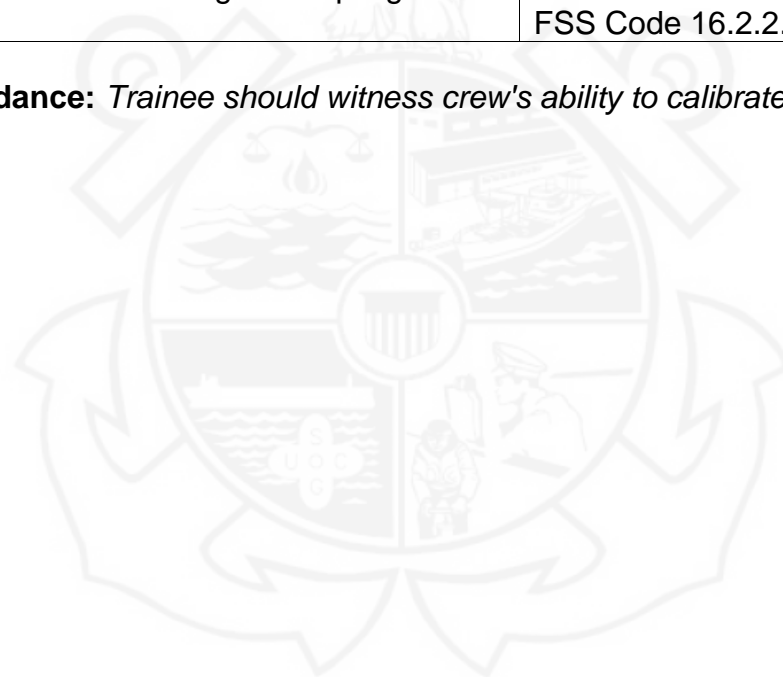 FSS Code 16.2.2.
dance: Trainee should witness crew's ability to calibrate
S
U O C
G